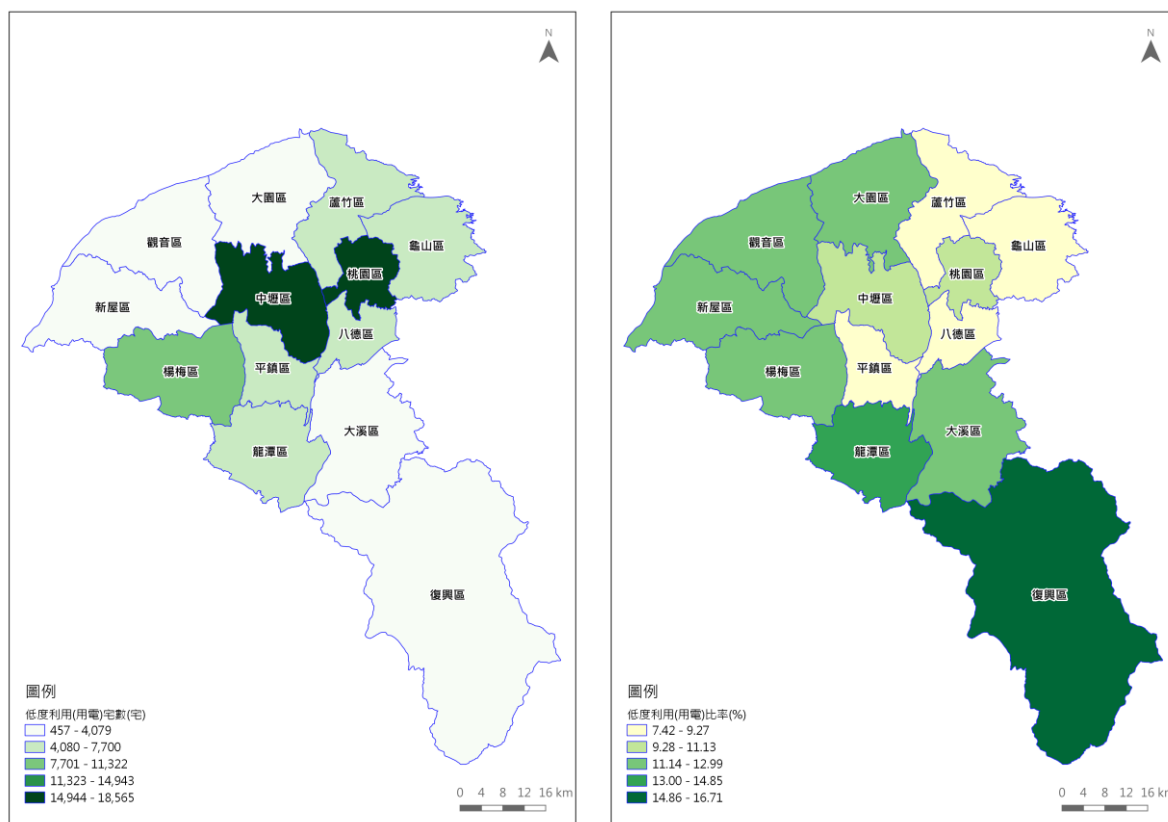 N
大園區
蘆竹區
觀音區
龜山區
桃園區
中壢區
新屋區
八德區
楊梅區
平鎮區
大溪區
龍潭區
復興區
圖例
低度利用(用電)宅數(宅)
457 - 4,079
4,080 - 7,700
7,701 - 11,322
11,323 - 14,943
14,944 - 18,565
0 4 8 12 16 km
N
大園區
蘆竹區
觀音區
龜山區
桃園區
中壢區
新屋區
八德區
楊梅區
平鎮區
大溪區
龍潭區
復興區
圖例
低度利用(用電)比率(%)
7.42 - 9.27
9.28 - 11.13
11.14 - 12.99
13.00 - 14.85
14.86 - 16.71
0 4 8 12 16 km